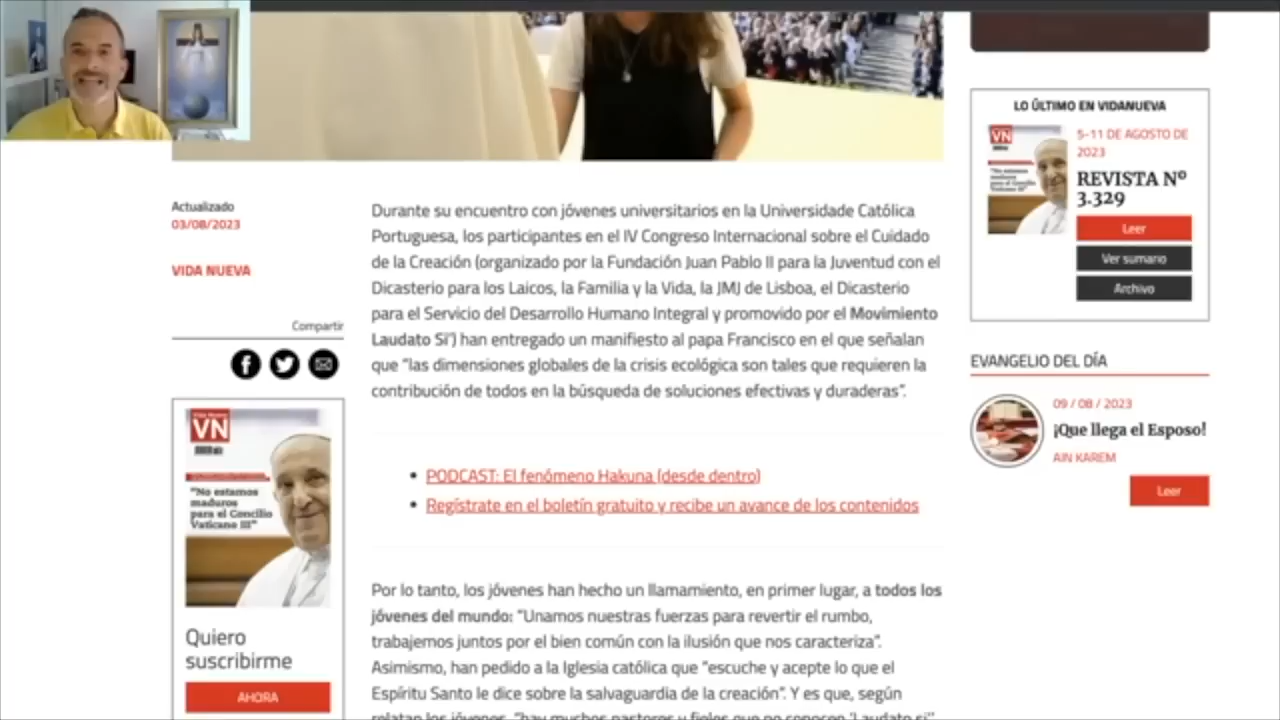 Actualizado
03/08/2023
VIDA NUEVA
Compartir
VN
"No estamos
maduros
para el Concilio
Vaticano III"
Quiero
suscribirme
AHORA
Durante su encuentro con jóvenes universitarios en la Universidade Católica
Portuguesa, los participantes en el IV Congreso Internacional sobre el Cuidado
de la Creación (organizado por la Fundación Juan Pablo II para la Juventud con el
Dicasterio para los Laicos, la Familia y la Vida, la JMJ de Lisboa, el Dicasterio
para el Servicio del Desarrollo Humano Integral y promovido por el Movimiento
Laudato Si') han entregado un manifiesto al papa Francisco en el que señalan
que "las dimensiones globales de la crisis ecológica son tales que requieren la
contribución de todos en la búsqueda de soluciones efectivas y duraderas".
• PODCAST: El fenómeno Hakuna (desde dentro)
• Regístrate en el boletín gratuito y recibe un avance de los contenidos
Por lo tanto, los jóvenes han hecho un llamamiento, en primer lugar, a todos los
jóvenes del mundo: "Unamos nuestras fuerzas para revertir el rumbo,
trabajemos juntos por el bien común con la ilusión que nos caracteriza".
Asimismo, han pedido a la Iglesia católica que "escuche y acepte lo que el
Espíritu Santo le dice sobre la salvaguardia de la creación". Y es que, según
relatan los jóvenes, "hay muchos pastores y fieles que no conocen 'Laudato si'"
LO ÚLTIMO EN VIDANUEVA
VN
"No estamos
maduros
para el Concilio
Vaticano III"
5-11 DE AGOSTO DE
2023
REVISTA Nº
3.329
Leer
Ver sumario
Archivo
EVANGELIO DEL DÍA
09 / 08 / 2023
¡Que llega el Esposo!
AIN KAREM
Leer